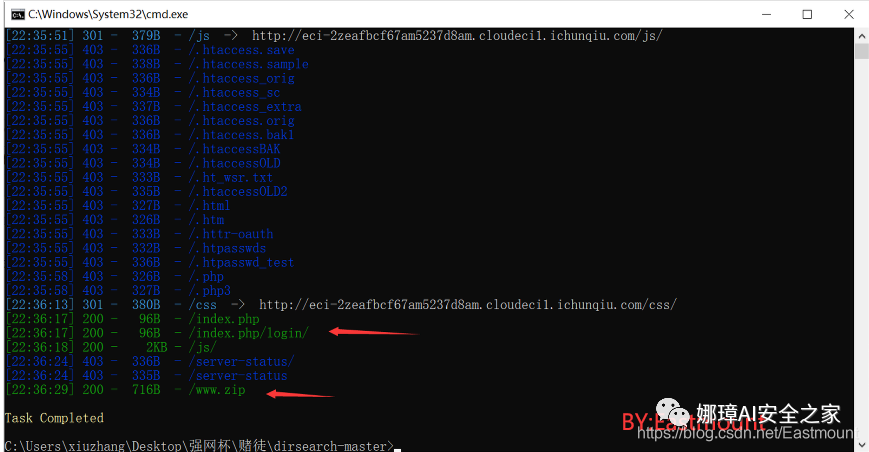 C:\Windows\System32\cmd.exe
[22:35:51] 301 - 379B - /js -> http://eci-2zeafbcf67am5237d8am.cloudeci1.ichunqiu.com/js/
[22:35:55] 403 - 336B - /.htaccess.save
[22:35:55] 403 - 338B - /.htaccess.sample
[22:35:55] 403 - 336B - /.htaccess_orig
[22:35:55] 403 - 334B - /.htaccess_sc
[22:35:55] 403 - 337B - /.htaccess_extra
[22:35:55] 403 - 336B - /.htaccess.orig
[22:35:55] 403 - 336B - /.htaccess.bak1
[22:35:55] 403 - 334B - /.htaccessBAK
[22:35:55] 403 - 334B - /.htaccessOLD
[22:35:55] 403 - 333B - /.ht_wsr.txt
[22:35:55] 403 - 335B - /.htaccessOLD2
[22:35:55] 403 - 327B - /.html
[22:35:55] 403 - 326B - /.htm
[22:35:55] 403 - 333B - /.httr-oauth
[22:35:55] 403 - 332B - /.htpasswds
[22:35:55] 403 - 336B - /.htpasswd_test
[22:35:58] 403 - 326B - /.php
[22:35:58] 403 - 327B - /.php3
[22:36:13] 301 - 380B - /css -> http://eci-2zeafbcf67am5237d8am.cloudeci1.ichunqiu.com/css/
[22:36:17] 200 - 96B - /index.php
[22:36:17] 200 - 96B - /index.php/login/
[22:36:18] 200 - 2KB - /js/
[22:36:24] 403 - 336B - /server-status/
[22:36:24] 403 - 335B - /server-status
[22:36:29] 200 - 716B - /www.zip
Task Completed
BY:Eastmount
娜璋AI安全之家
https://blog.csdn.net/Eastmount
C:\Users\xiuzhang\Desktop\强网杯\赌徒\dirsearch-master>